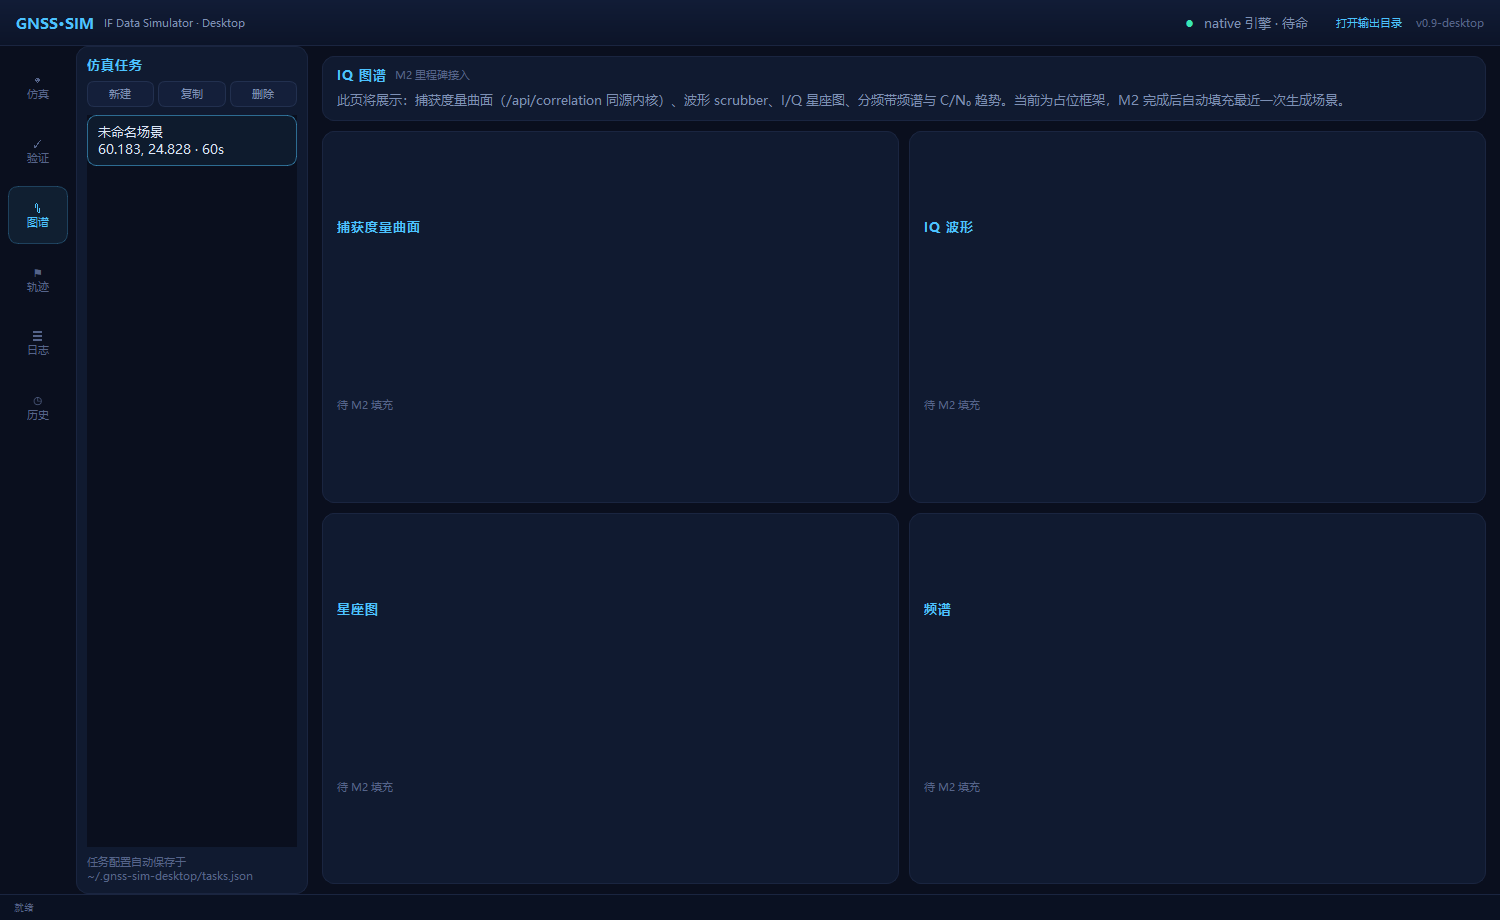 GNSS•SIM IF Data Simulator · Desktop
native 引擎 · 待命
打开输出目录
v0.9-desktop
仿真
验证
图谱
轨迹
日志
历史
仿真任务
新建
复制
删除
未命名场景
60.183, 24.828 · 60s
任务配置自动保存于
~/.gnss-sim-desktop/tasks.json
IQ 图谱 M2 里程碑接入
此页将展示：捕获度量曲面（/api/correlation 同源内核）、波形 scrubber、I/Q 星座图、分频带频谱与 C/N₀ 趋势。当前为占位框架，M2 完成后自动填充最近一次生成场景。
捕获度量曲面
待 M2 填充
IQ 波形
待 M2 填充
星座图
待 M2 填充
频谱
待 M2 填充
就绪